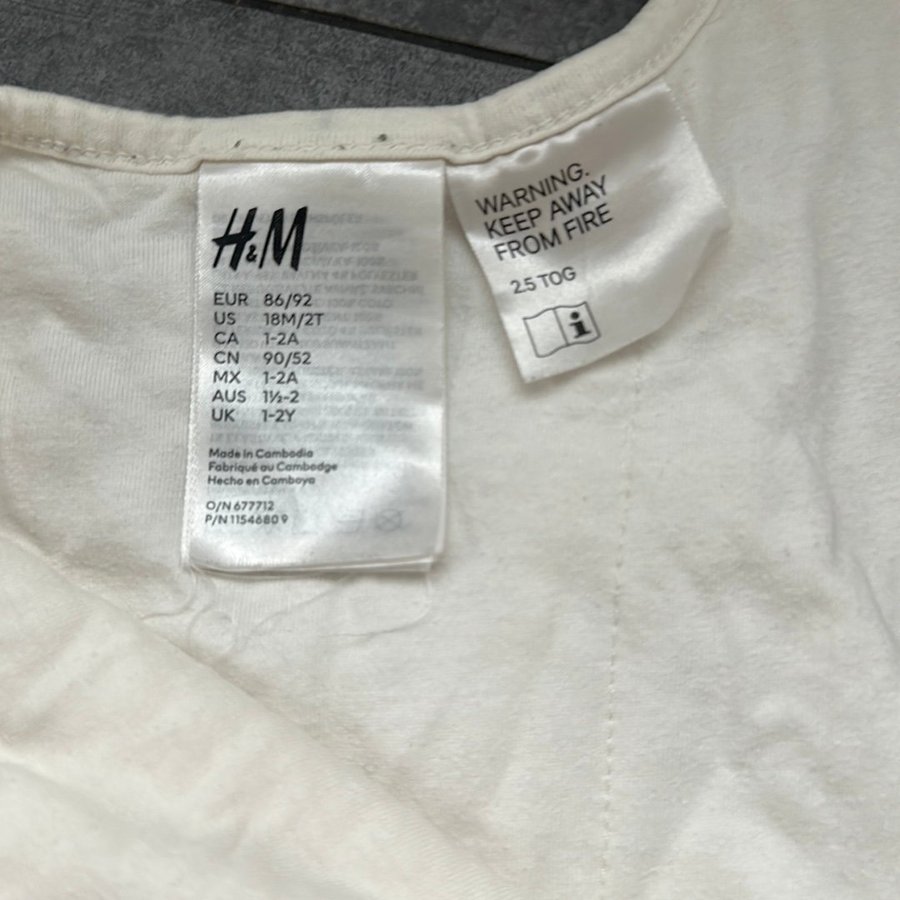 H&M
EUR 86/92
US 18M/2T
CA 1-2A
CN 90/52
MX 1-2A
AUS 1½-2
UK 1-2Y
Made in Cambodia
Fabriqué au Cambodge
Hecho en Camboya
O/N 677712
P/N 1154680 9
WARNING.
KEEP AWAY
FROM FIRE
2.5 TOG
i